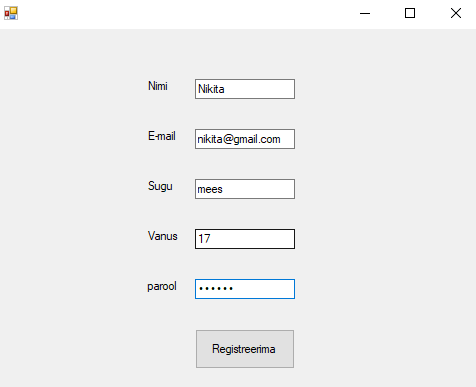 Nimi Nikita
E-mail nikita@gmail.com
Sugu mees
Vanus 17
parool ••••••
Registreerima